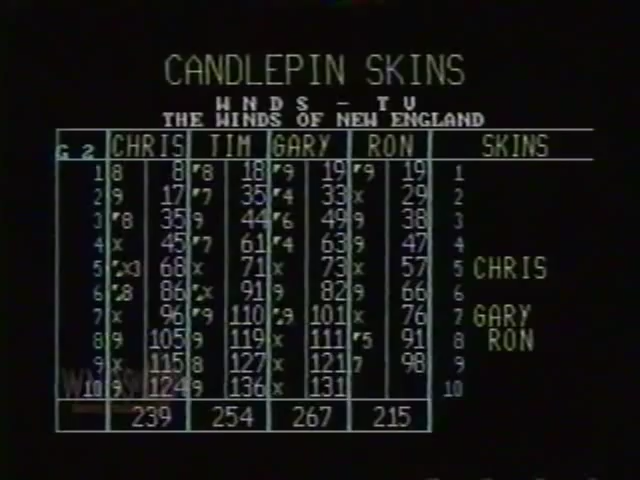 CANDLEPIN SKINS
WNDS - TV
THE WINDS OF NEW ENGLAND
G 2 CHRIS TIM GARY RON SKINS
1 8 8 8 18 9 19 9 19 1
2 9 17 7 35 4 33 x 29 2
3 8 35 9 44 6 49 9 38 3
4 x 45 7 61 4 63 9 47 4
5 x 68 x 71 x 73 x 57 5 CHRIS
6 8 86 x 91 9 82 9 66 6
7 x 96 9 110 9 101 x 76 7 GARY
8 9 105 9 119 x 111 5 91 8 RON
9 x 115 8 127 x 121 7 98 9
10 9 124 9 136 x 131 10
239 254 267 215